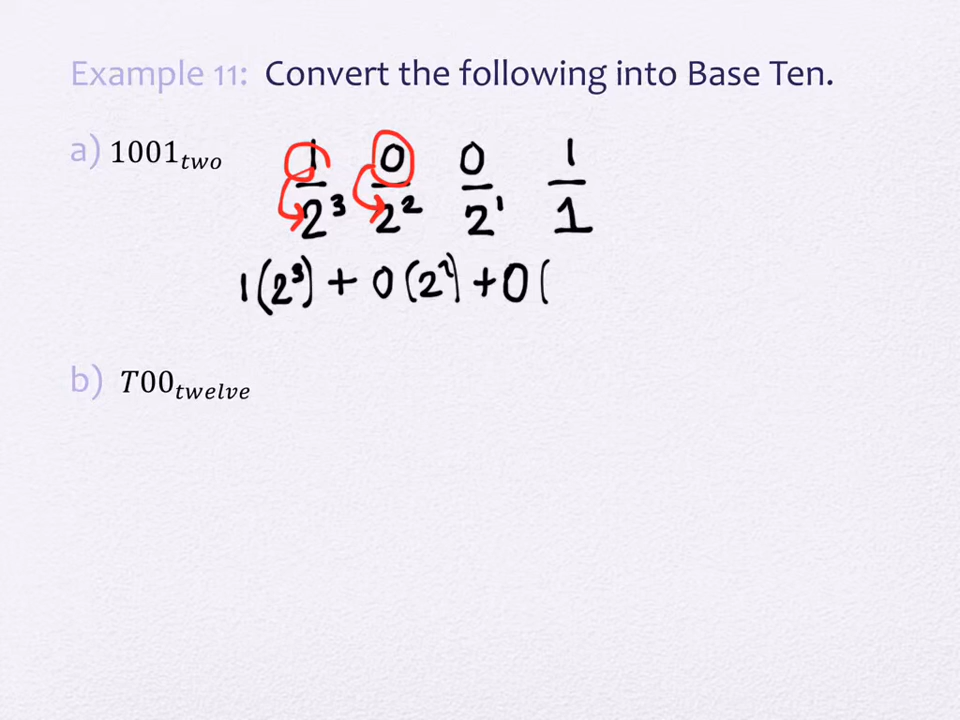 Example 11: Convert the following into Base Ten.
a) 1001two
1 0 0 1
2³ 2² 2¹ 1
1(2³) + 0(2²) + 0(
b) T00twelve